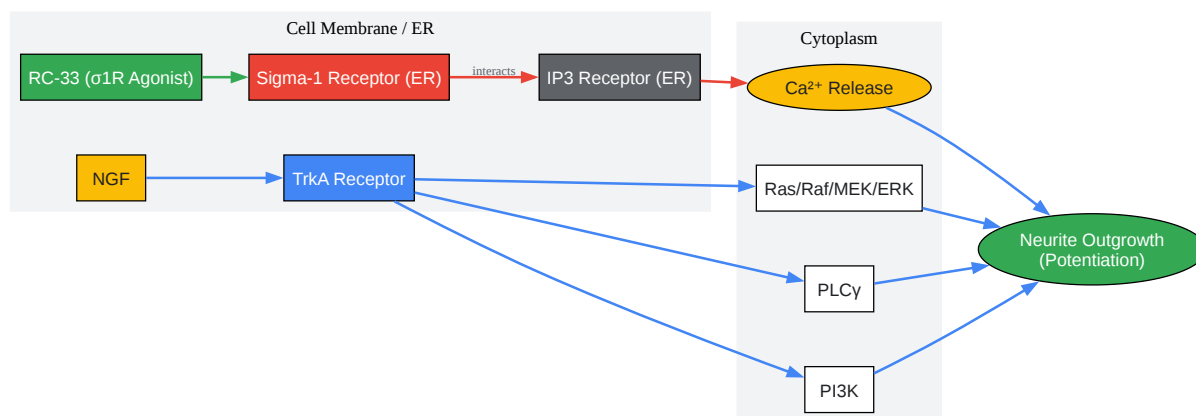 Cell Membrane / ER
Cytoplasm
RC-33 (σ1R Agonist)
Sigma-1 Receptor (ER)
interacts
IP3 Receptor (ER)
Ca²⁺ Release
NGF
TrkA Receptor
Ras/Raf/MEK/ERK
Neurite Outgrowth
(Potentiation)
PLCγ
PI3K